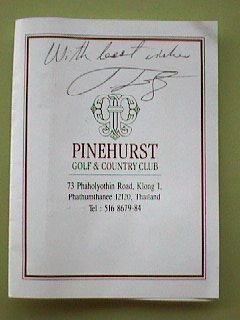 With best wishes
PINEHURST
GOLF & COUNTRY CLUB
73 Phaholyothin Road, Klong 1,
Phathumthanee 12120, Thailand
Tel : 516 8679-84